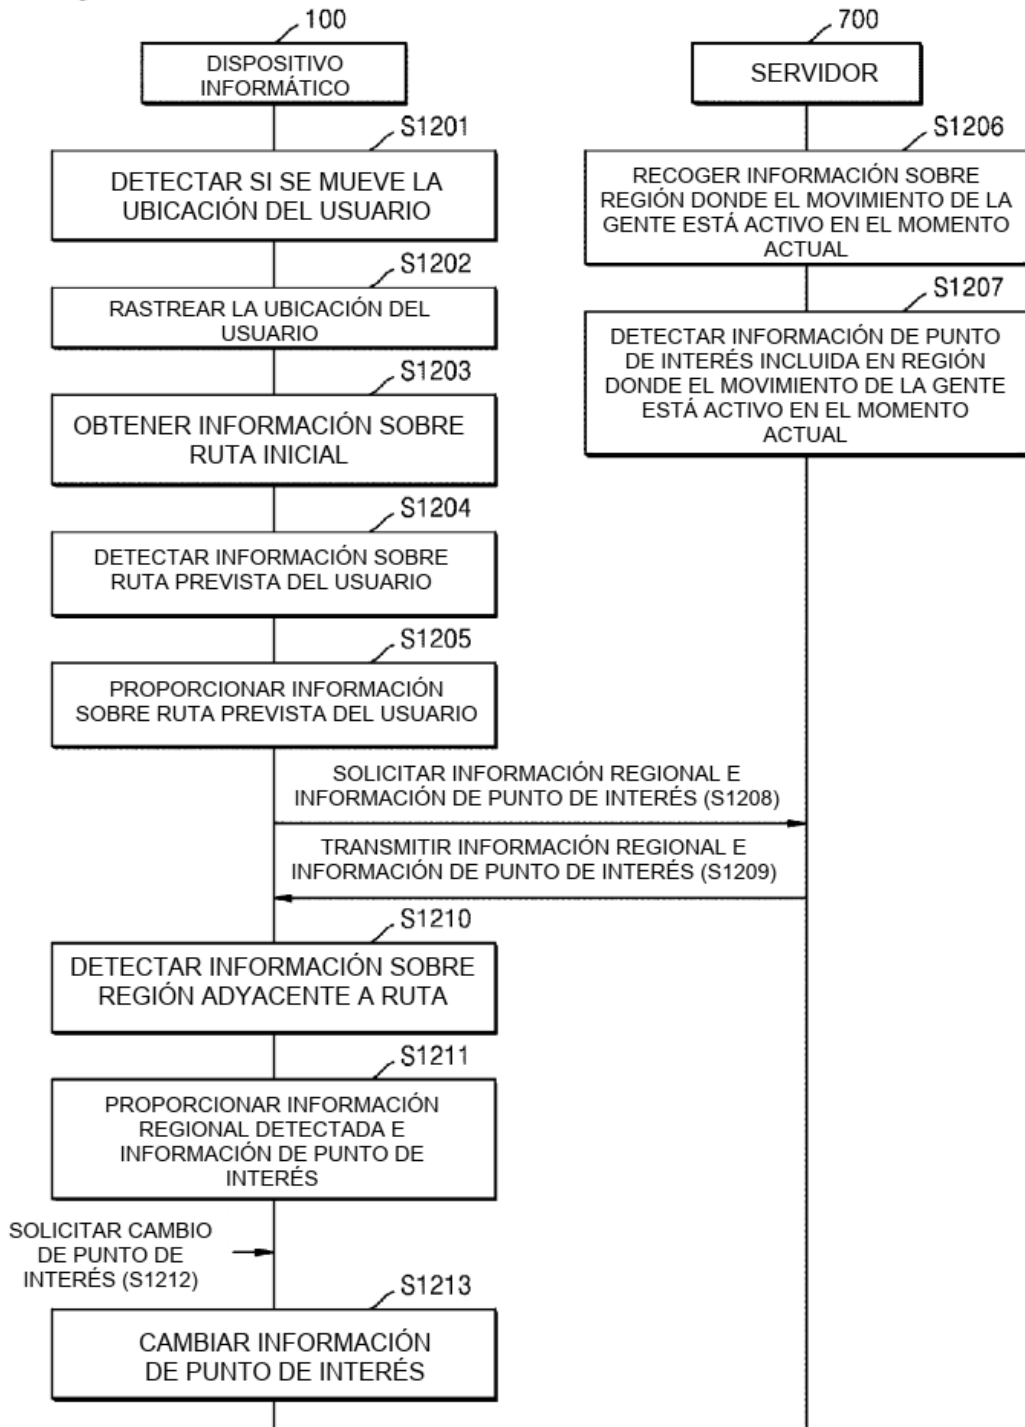 100
DISPOSITIVO
INFORMÁTICO
700
SERVIDOR
S1201
DETECTAR SI SE MUEVE LA
UBICACIÓN DEL USUARIO
S1206
RECOGER INFORMACIÓN SOBRE
REGIÓN DONDE EL MOVIMIENTO DE LA
GENTE ESTÁ ACTIVO EN EL MOMENTO
ACTUAL
S1202
RASTREAR LA UBICACIÓN DEL
USUARIO
S1207
DETECTAR INFORMACIÓN DE PUNTO
DE INTERÉS INCLUIDA EN REGIÓN
DONDE EL MOVIMIENTO DE LA GENTE
ESTÁ ACTIVO EN EL MOMENTO
ACTUAL
S1203
OBTENER INFORMACIÓN SOBRE
RUTA INICIAL
S1204
DETECTAR INFORMACIÓN SOBRE
RUTA PREVISTA DEL USUARIO
S1205
PROPORCIONAR INFORMACIÓN
SOBRE RUTA PREVISTA DEL USUARIO
SOLICITAR INFORMACIÓN REGIONAL E
INFORMACIÓN DE PUNTO DE INTERÉS (S1208)
TRANSMITIR INFORMACIÓN REGIONAL E
INFORMACIÓN DE PUNTO DE INTERÉS (S1209)
S1210
DETECTAR INFORMACIÓN SOBRE
REGIÓN ADYACENTE A RUTA
S1211
PROPORCIONAR INFORMACIÓN
REGIONAL DETECTADA E
INFORMACIÓN DE PUNTO DE
INTERÉS
SOLICITAR CAMBIO
DE PUNTO DE
INTERÉS (S1212)
S1213
CAMBIAR INFORMACIÓN
DE PUNTO DE INTERÉS